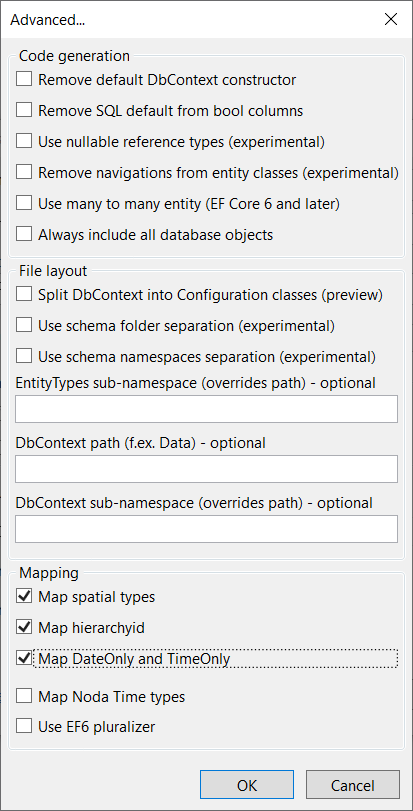 Advanced...
Code generation
Remove default DbContext constructor
Remove SQL default from bool columns
Use nullable reference types (experimental)
Remove navigations from entity classes (experimental)
Use many to many entity (EF Core 6 and later)
Always include all database objects
File layout
Split DbContext into Configuration classes (preview)
Use schema folder separation (experimental)
Use schema namespaces separation (experimental)
EntityTypes sub-namespace (overrides path) - optional
DbContext path (f.ex. Data) - optional
DbContext sub-namespace (overrides path) - optional
Mapping
Map spatial types
Map hierarchyid
Map DateOnly and TimeOnly
Map Noda Time types
Use EF6 pluralizer
OK
Cancel